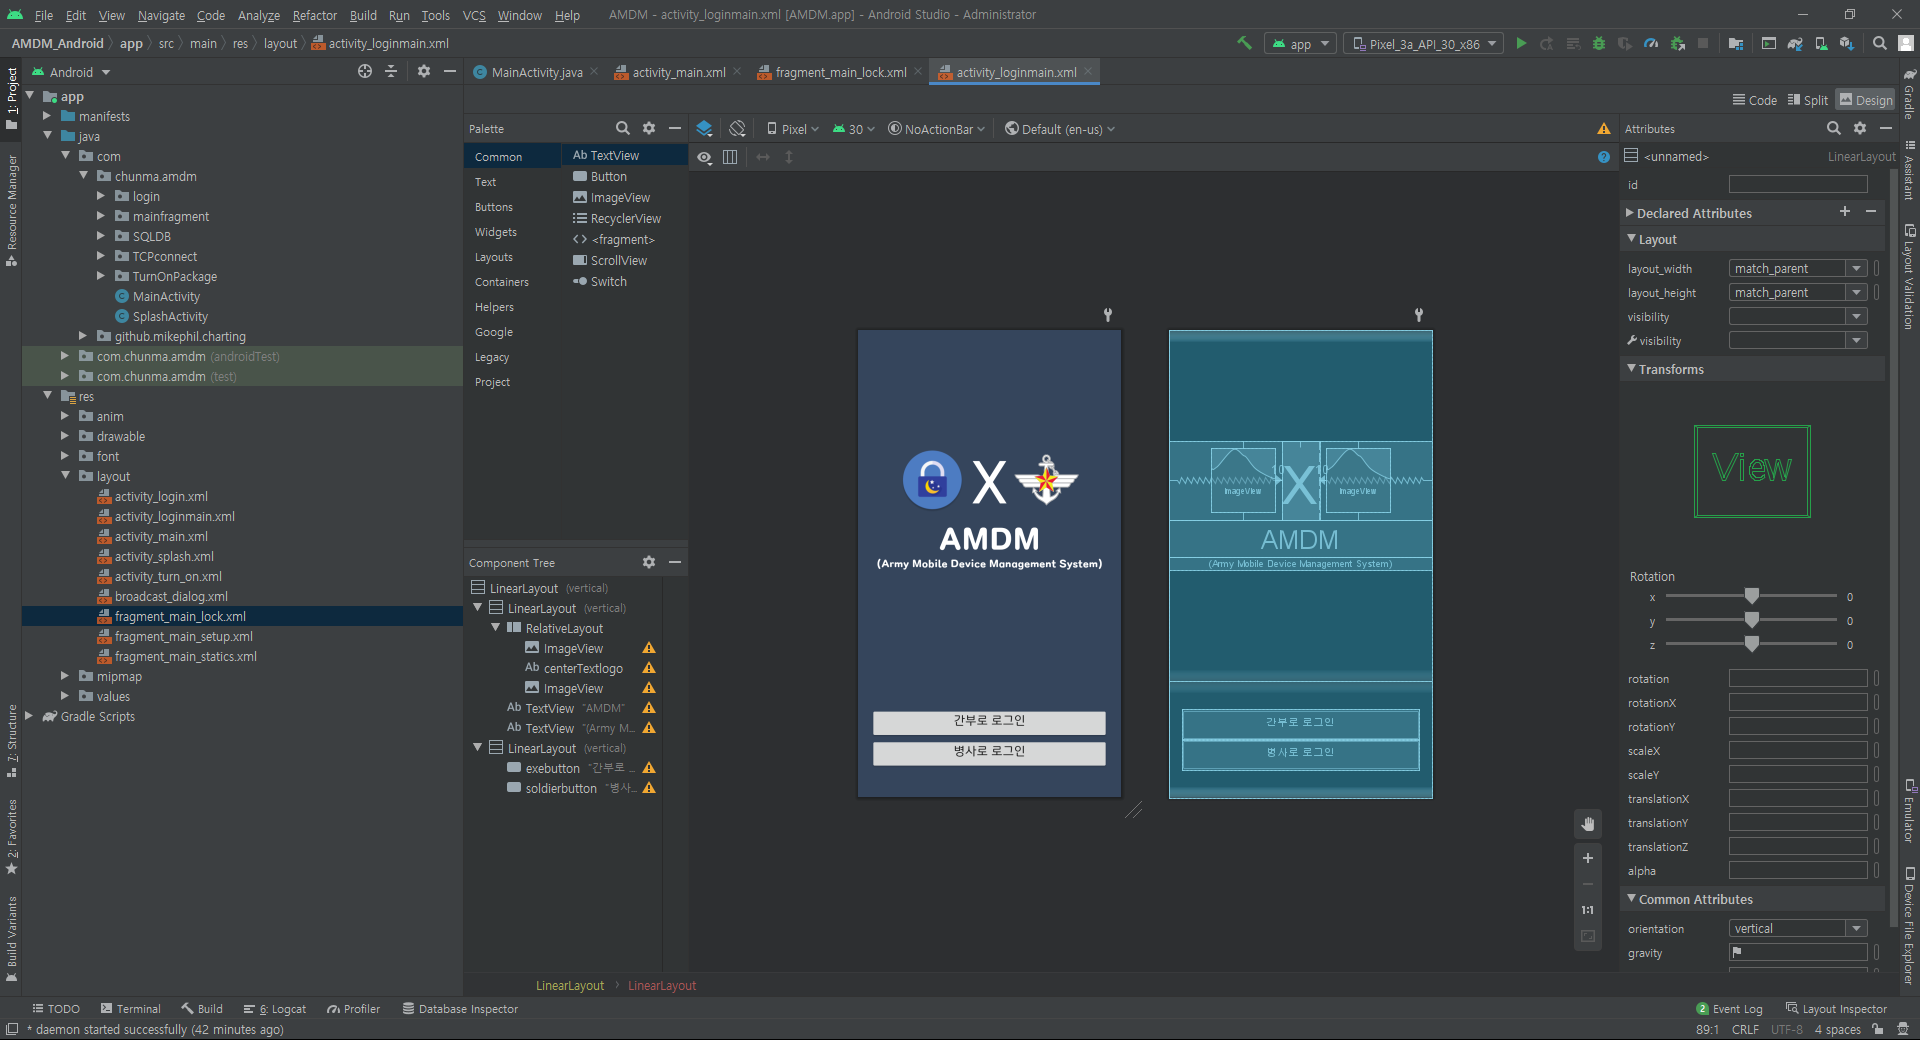 File Edit View Navigate Code Analyze Refactor Build Run Tools VCS Window Help AMDM - activity_loginmain.xml [AMDM.app] - Android Studio - Administrator
AMDM_Android app src main res layout activity_loginmain.xml app Pixel_3a_API_30_x86
1: Project
Resource Manager
7: Structure
2: Favorites
Build Variants
Android
app
manifests
java
com
chunma.amdm
login
mainfragment
SQLDB
TCPconnect
TurnOnPackage
MainActivity
SplashActivity
github.mikephil.charting
com.chunma.amdm (androidTest)
com.chunma.amdm (test)
res
anim
drawable
font
layout
activity_login.xml
activity_loginmain.xml
activity_main.xml
activity_splash.xml
activity_turn_on.xml
broadcast_dialog.xml
fragment_main_lock.xml
fragment_main_setup.xml
fragment_main_statics.xml
mipmap
values
Gradle Scripts
MainActivity.java activity_main.xml fragment_main_lock.xml activity_loginmain.xml
Code Split Design
Palette
Common
Text
Buttons
Widgets
Layouts
Containers
Helpers
Google
Legacy
Project
Ab TextView
Button
ImageView
RecyclerView
<> <fragment>
ScrollView
Switch
Component Tree
LinearLayout (vertical)
LinearLayout (vertical)
RelativeLayout
ImageView
Ab centerTextlogo
ImageView
Ab TextView "AMDM"
Ab TextView "(Army M...
LinearLayout (vertical)
exebutton "간부로 ...
soldierbutton "병사...
Pixel 30 NoActionBar Default (en-us)
X
AMDM
(Army Mobile Device Management System)
간부로 로그인
병사로 로그인
ImageView 10 X 10 ImageView
AMDM
(Army Mobile Device Management System)
간부로 로그인
병사로 로그인
1:1
LinearLayout LinearLayout
Attributes
<unnamed> LinearLayout
id
Declared Attributes
Layout
layout_width match_parent
layout_height match_parent
visibility
visibility
Transforms
View
Rotation
x 0
y 0
z 0
rotation
rotationX
rotationY
scaleX
scaleY
translationX
translationY
translationZ
alpha
Common Attributes
orientation vertical
gravity
Gradle
Assistant
Layout Validation
Emulator
Device File Explorer
TODO Terminal Build 6: Logcat Profiler Database Inspector 2 Event Log Layout Inspector
* daemon started successfully (42 minutes ago) 89:1 CRLF UTF-8 4 spaces